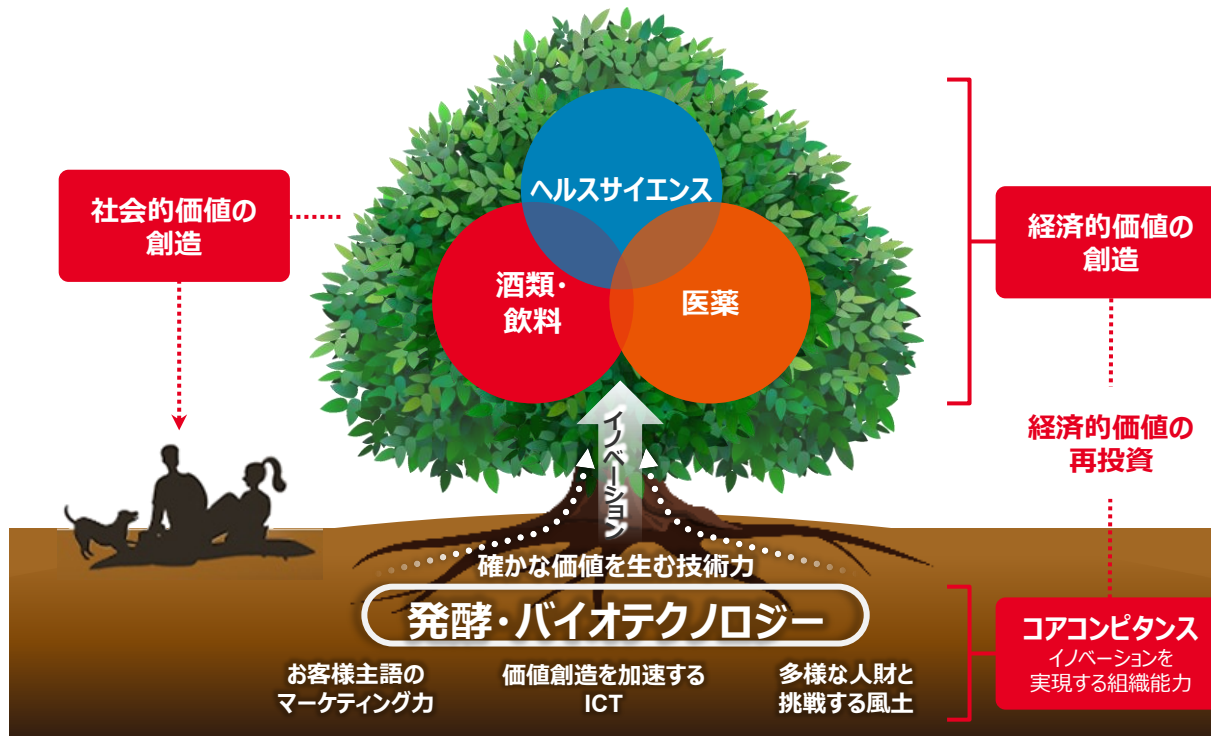 ヘルスサイエンス
社会的価値の
創造
経済的価値の
創造
酒類・
飲料
医薬
イノベーション
経済的価値の
再投資
確かな価値を生む技術力
発酵・バイオテクノロジー
お客様主語の
マーケティング力
価値創造を加速する
ICT
多様な人財と
挑戦する風土
コアコンピタンス
イノベーションを
実現する組織能力